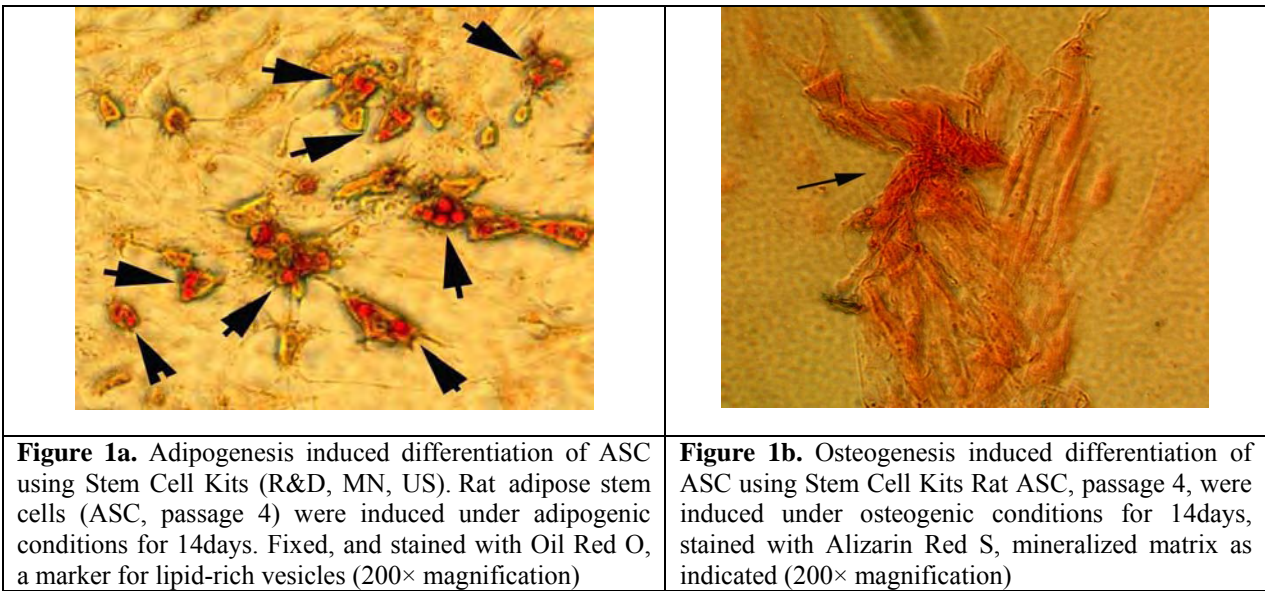 Figure 1a. Adipogenesis induced differentiation of ASC
using Stem Cell Kits (R&D, MN, US). Rat adipose stem
cells (ASC, passage 4) were induced under adipogenic
conditions for 14days. Fixed, and stained with Oil Red O,
a marker for lipid-rich vesicles (200× magnification)
Figure 1b. Osteogenesis induced differentiation of
ASC using Stem Cell Kits Rat ASC, passage 4, were
induced under osteogenic conditions for 14days,
stained with Alizarin Red S, mineralized matrix as
indicated (200× magnification)